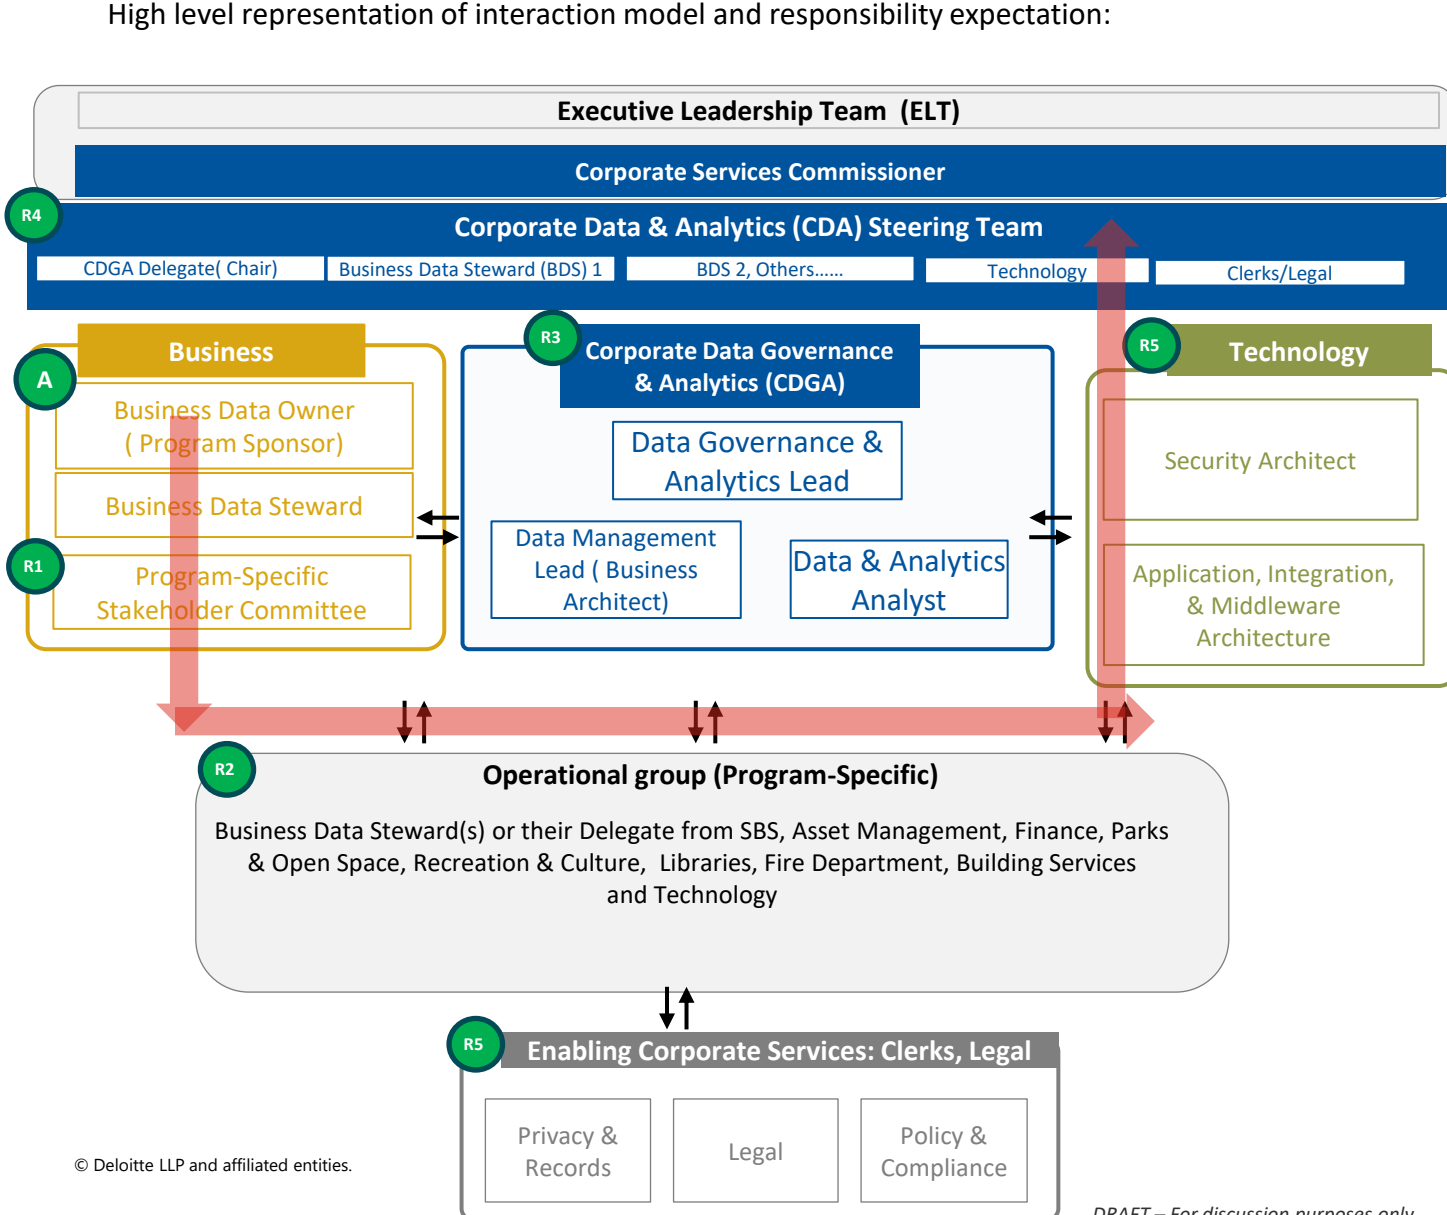 High level representation of interaction model and responsibility expectation:
Executive Leadership Team (ELT)
Corporate Services Commissioner
R4
Corporate Data & Analytics (CDA) Steering Team
CDGA Delegate( Chair)
Business Data Steward (BDS) 1
BDS 2, Others......
Technology
Clerks/Legal
Business
A
Business Data Owner
( Program Sponsor)
Business Data Steward
R1
Program-Specific
Stakeholder Committee
R3
Corporate Data Governance
& Analytics (CDGA)
Data Governance &
Analytics Lead
Data Management
Lead ( Business
Architect)
Data & Analytics
Analyst
R5
Technology
Security Architect
Application, Integration,
& Middleware
Architecture
R2
Operational group (Program-Specific)
Business Data Steward(s) or their Delegate from SBS, Asset Management, Finance, Parks
& Open Space, Recreation & Culture, Libraries, Fire Department, Building Services
and Technology
R5
Enabling Corporate Services: Clerks, Legal
Privacy &
Records
Legal
Policy &
Compliance
© Deloitte LLP and affiliated entities.
DRAFT – For discussion purposes only